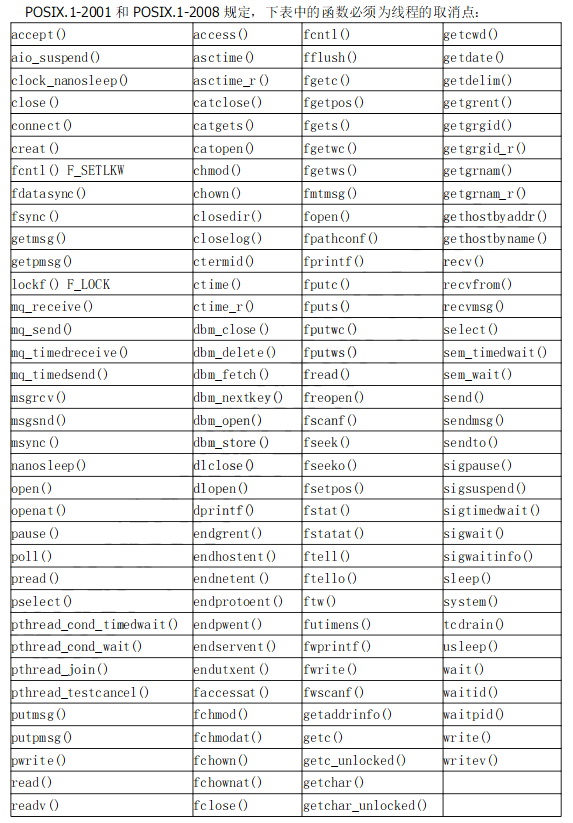 POSIX.1-2001 和 POSIX.1-2008 规定，下表中的函数必须为线程的取消点：
accept() access() fcntl() getcwd()
aio_suspend() asctime() fflush() getdate()
clock_nanosleep() asctime_r() fgetc() getdelim()
close() catclose() fgetpos() getgrent()
connect() catgets() fgets() getgrgid()
creat() catopen() fgetwc() getgrgid_r()
fcntl() F_SETLKW chmod() fgetws() getgrnam()
fdatasync() chown() fmtmsg() getgrnam_r()
fsync() closedir() fopen() gethostbyaddr()
getmsg() closelog() fpathconf() gethostbyname()
getpmsg() ctermid() fprintf() recv()
lockf() F_LOCK ctime() fputc() recvfrom()
mq_receive() ctime_r() fputs() recvmsg()
mq_send() dbm_close() fputwc() select()
mq_timedreceive() dbm_delete() fputws() sem_timedwait()
mq_timedsend() dbm_fetch() fread() sem_wait()
msgrcv() dbm_nextkey() freopen() send()
msgsnd() dbm_open() fscanf() sendmsg()
msync() dbm_store() fseek() sendto()
nanosleep() dlclose() fseeko() sigpause()
open() dlopen() fsetpos() sigsuspend()
openat() dprintf() fstat() sigtimedwait()
pause() endgrent() fstatat() sigwait()
poll() endhostent() ftell() sigwaitinfo()
pread() endnetent() ftello() sleep()
pselect() endprotoent() ftw() system()
pthread_cond_timedwait() endpwent() futimens() tcdrain()
pthread_cond_wait() endservent() fwprintf() usleep()
pthread_join() endutxent() fwrite() wait()
pthread_testcancel() faccessat() fwscanf() waitid()
putmsg() fchmod() getaddrinfo() waitpid()
putpmsg() fchmodat() getc() write()
pwrite() fchown() getc_unlocked() writev()
read() fchownat() getchar()
readv() fclose() getchar_unlocked()